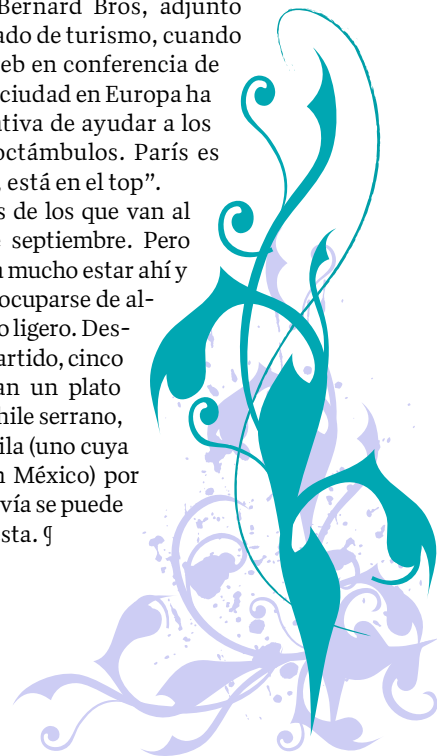 Bernard Bros, adjunto
ado de turismo, cuando
eb en conferencia de
ciudad en Europa ha
tiva de ayudar a los
octámbulos. París es
, está en el top”.
s de los que van al
septiembre. Pero
mucho estar ahí y
ocuparse de al-
o ligero. Des-
artido, cinco
an un plato
hile serrano,
ila (uno cuya
n México) por
vía se puede
sta. ¶